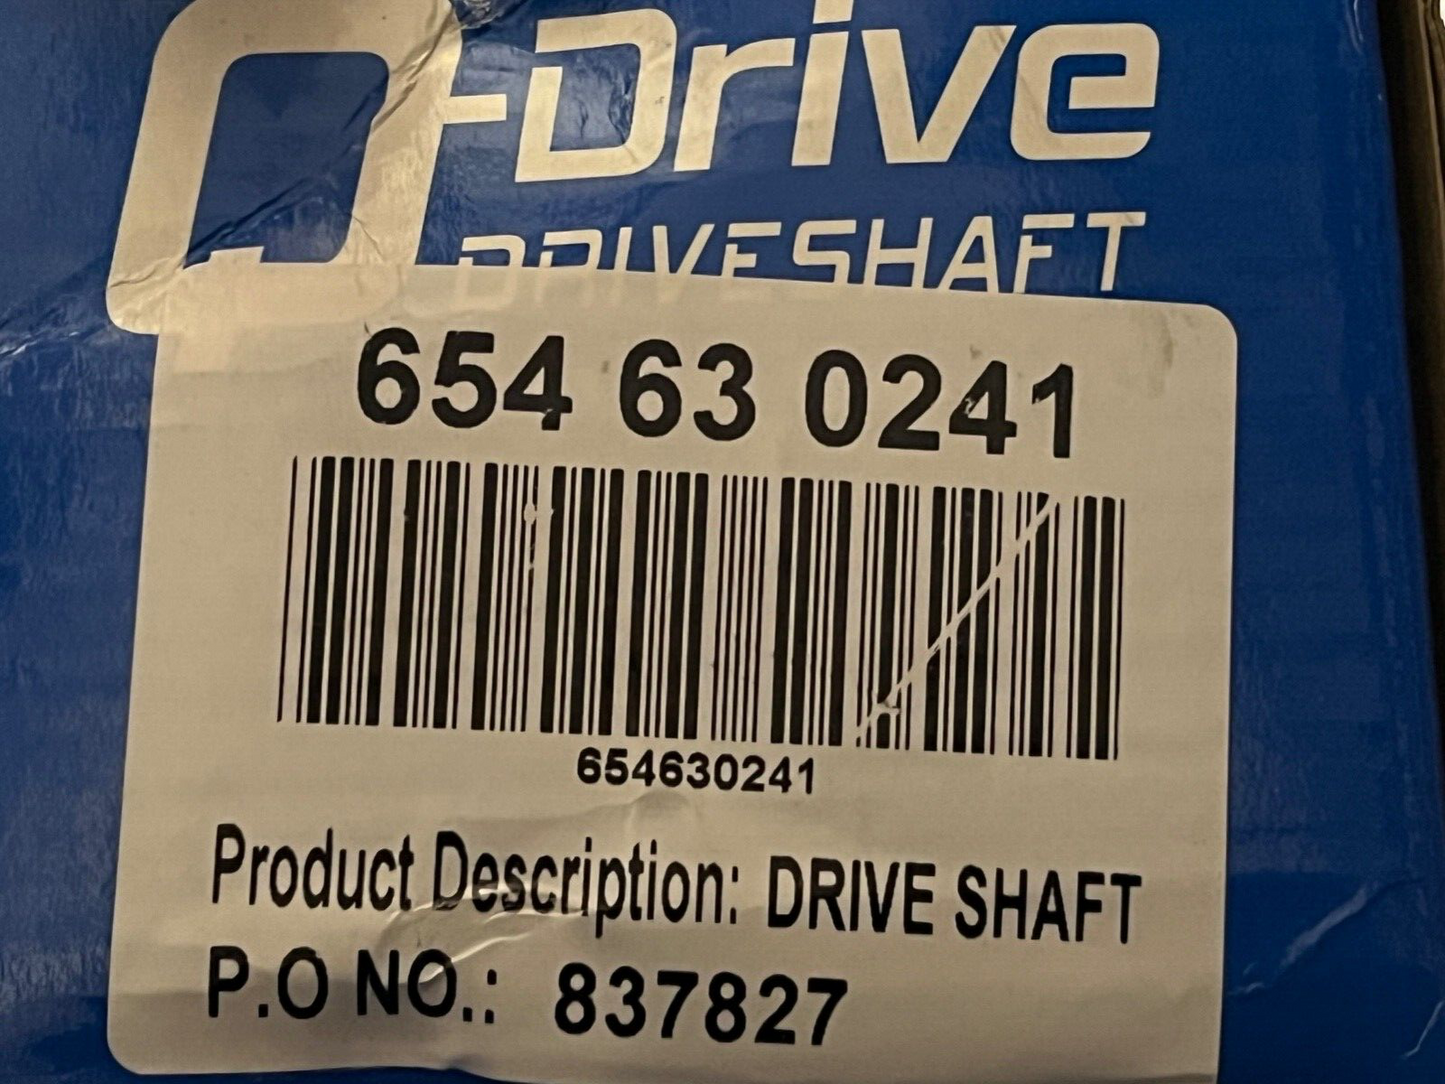 Q-Drive
DRIVESHAFT
654 63 0241
654630241
Product Description: DRIVE SHAFT
P.O NO.: 837827